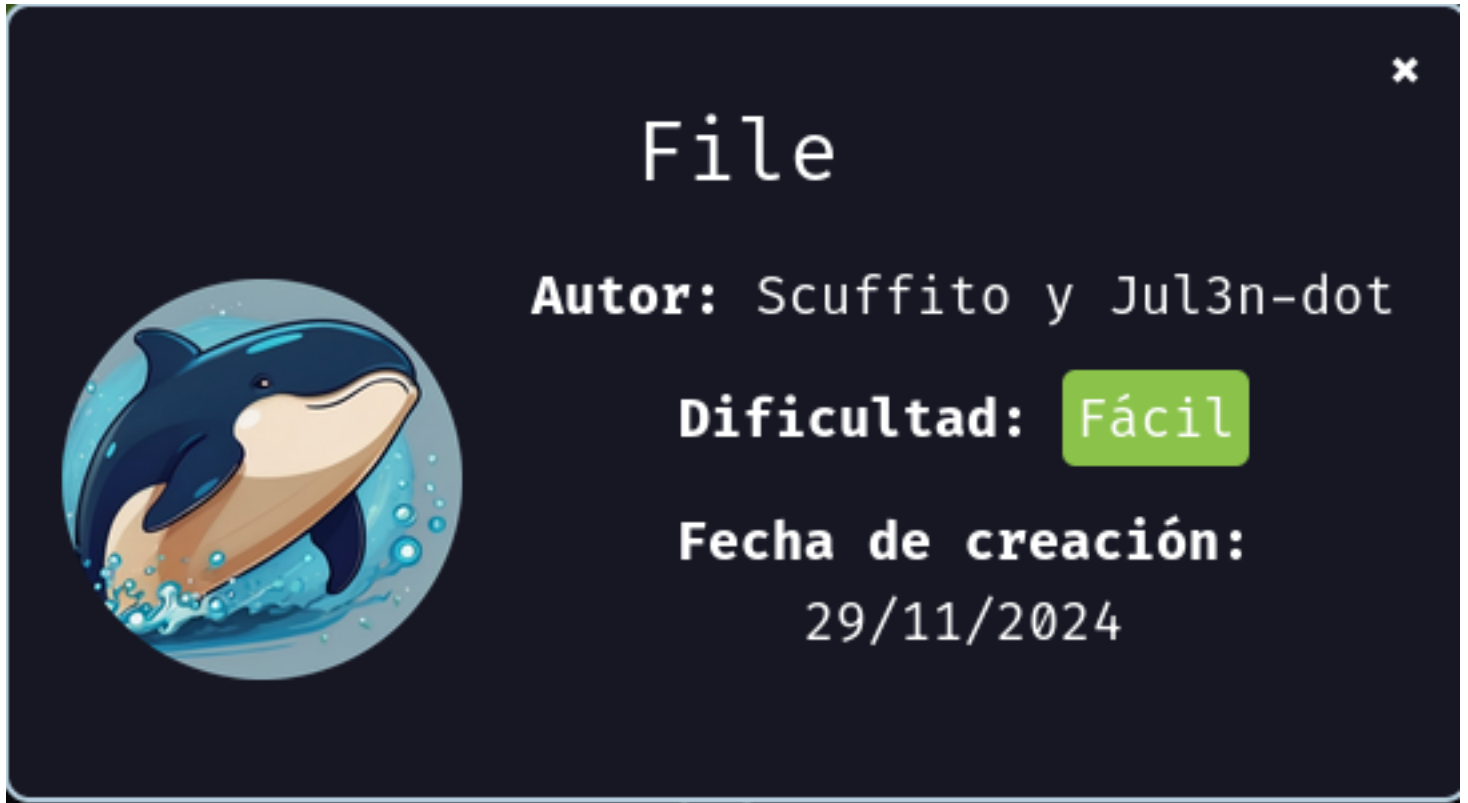 ✖
File
Autor: Scuffito y Jul3n-dot
Dificultad: Fácil
Fecha de creación:
29/11/2024